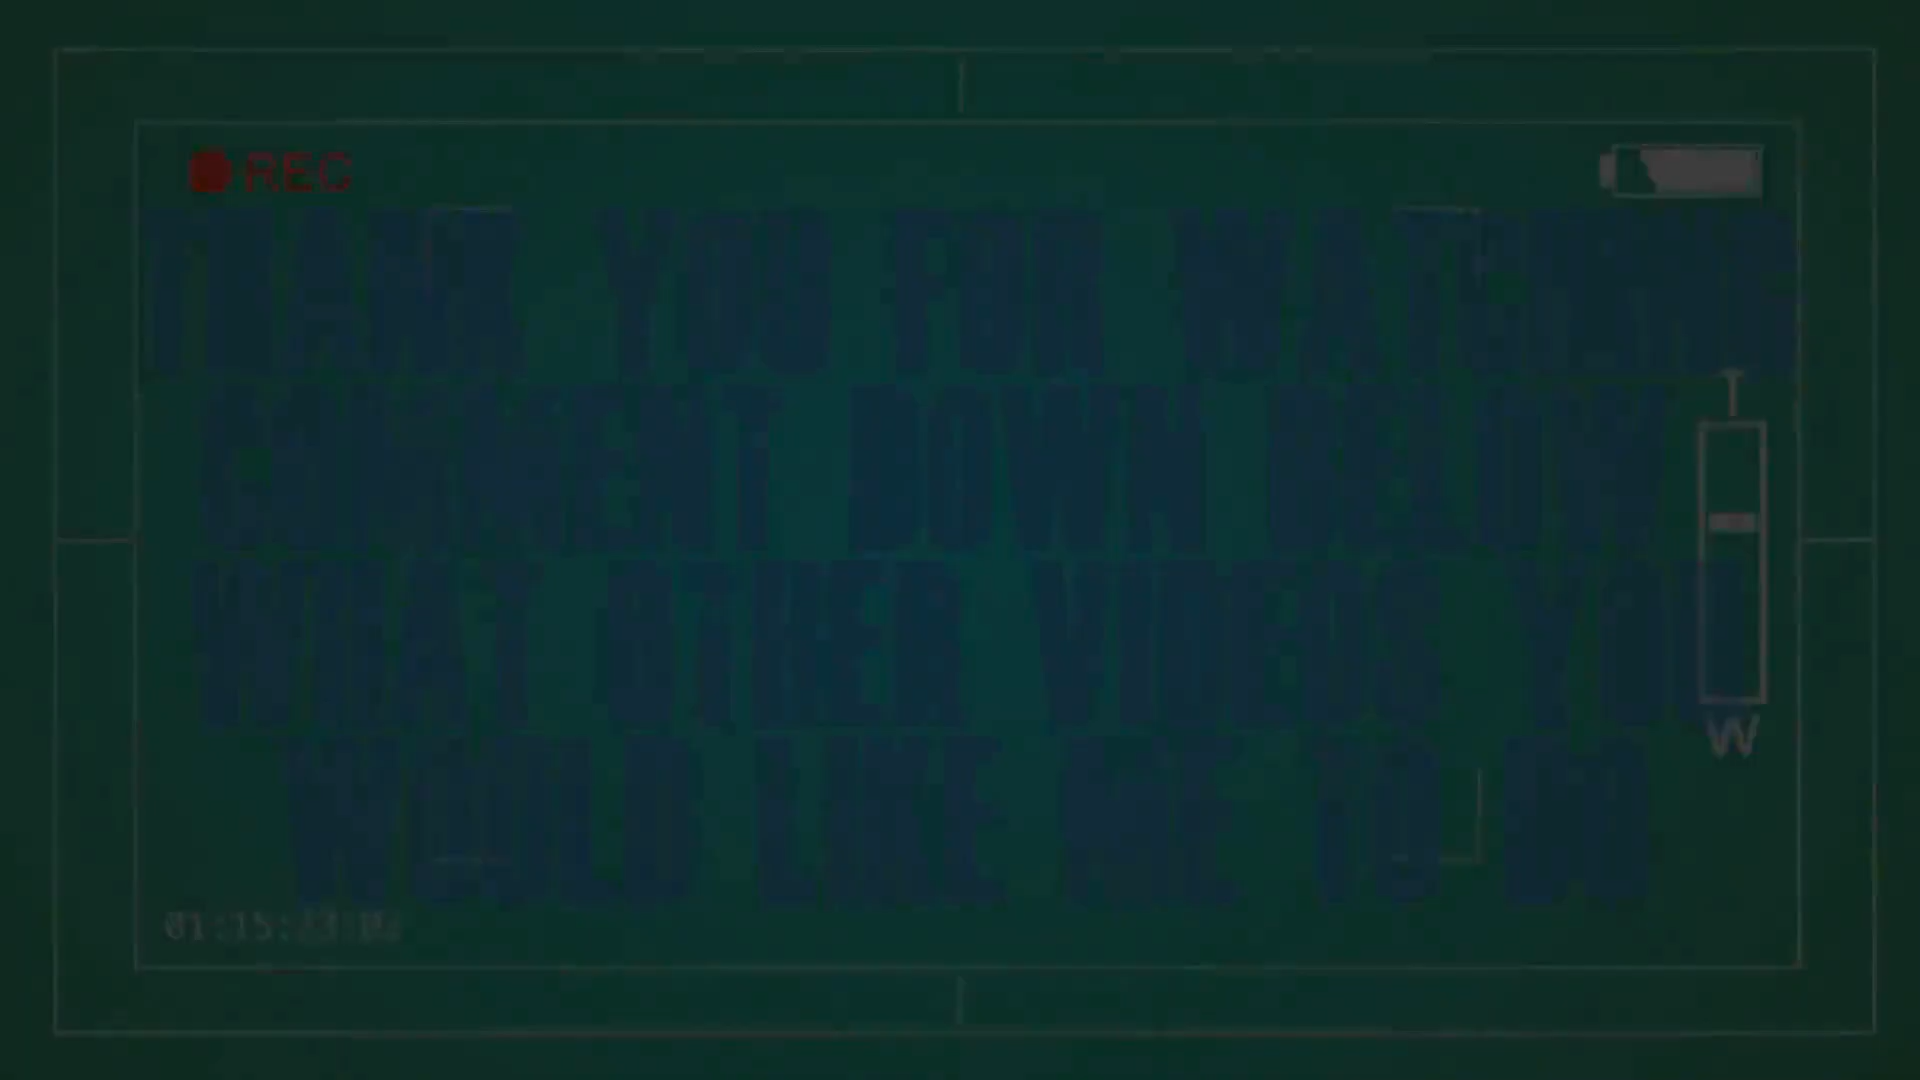 REC
THANK YOU FOR WATCHING
COMMENT DOWN BELOW
T
WHAT OTHER VIDEOS YOU
W
WOULD LIKE ME TO DO